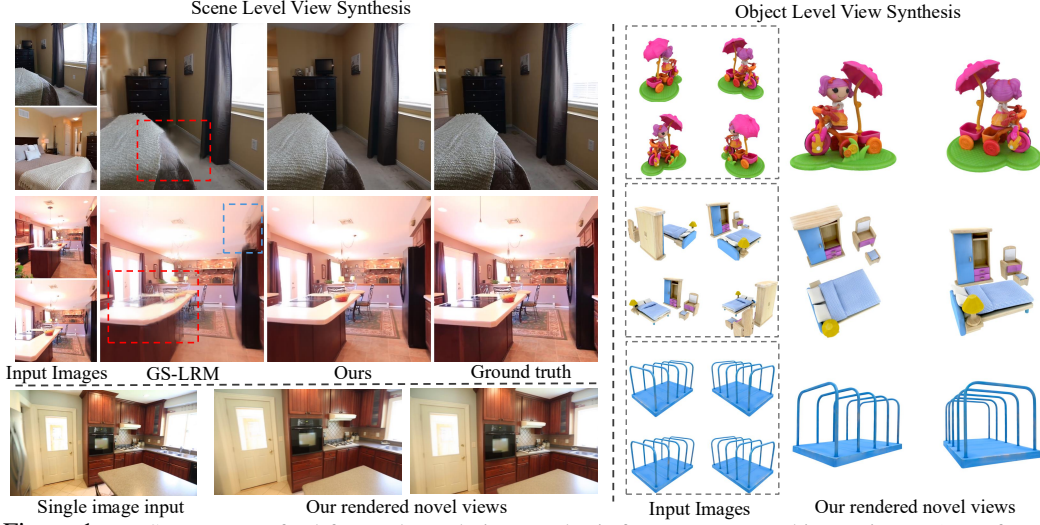 Scene Level View Synthesis
Object Level View Synthesis
Input Images
GS-LRM
Ours
Ground truth
Single image input
Our rendered novel views
Input Images
Our rendered novel views